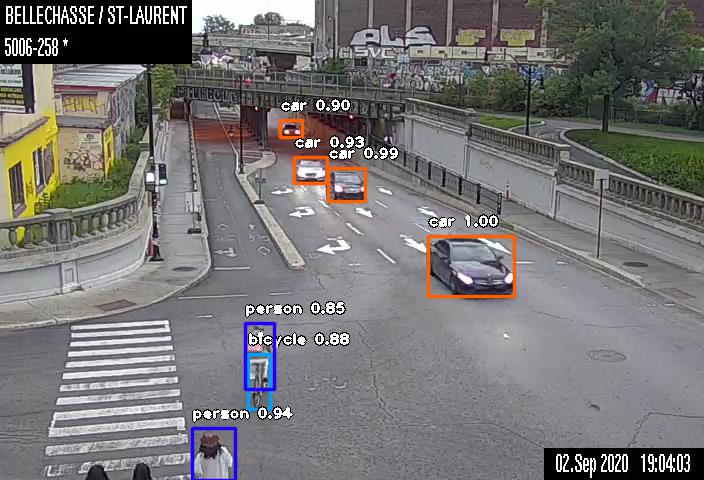 BELLECHASSE / ST-LAURENT
5006-258 *
car 0.90
car 0.93
car 0.99
car 1.00
person 0.85
bicycle 0.88
person 0.94
02.Sep 2020 19:04:03